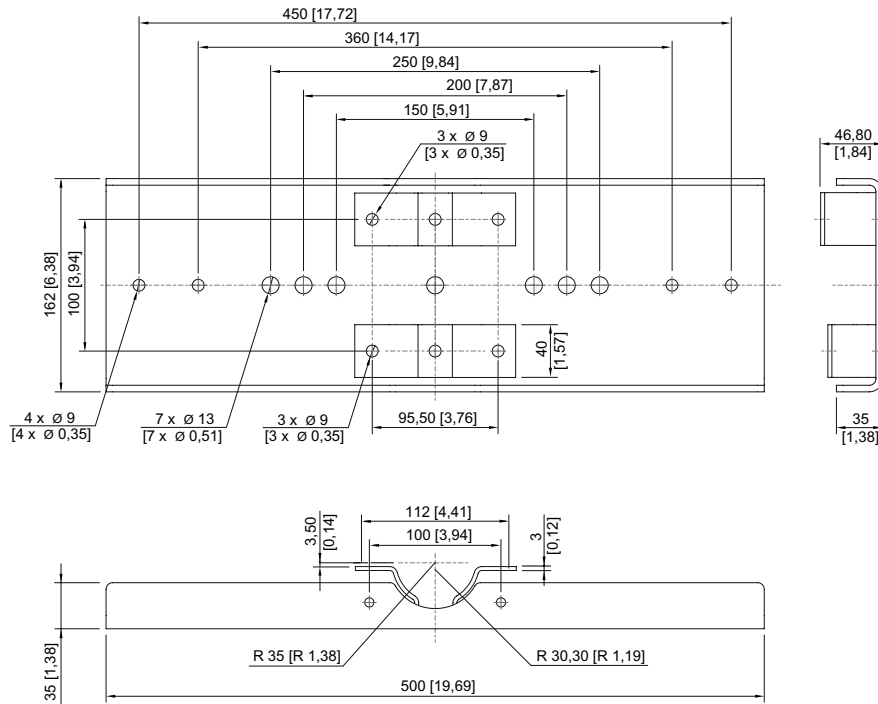 450 [17,72]
360 [14,17]
250 [9,84]
200 [7,87]
150 [5,91]
3 x Ø 9
[3 x Ø 0,35]
46,80
[1,84]
162 [6,38]
100 [3,94]
40
[1,57]
4 x Ø 9
[4 x Ø 0,35]
7 x Ø 13
[7 x Ø 0,51]
3 x Ø 9
[3 x Ø 0,35]
95,50 [3,76]
35
[1,38]
3,50
[0,14]
112 [4,41]
100 [3,94]
3
[0,12]
35 [1,38]
R 35 [R 1,38]
R 30,30 [R 1,19]
500 [19,69]